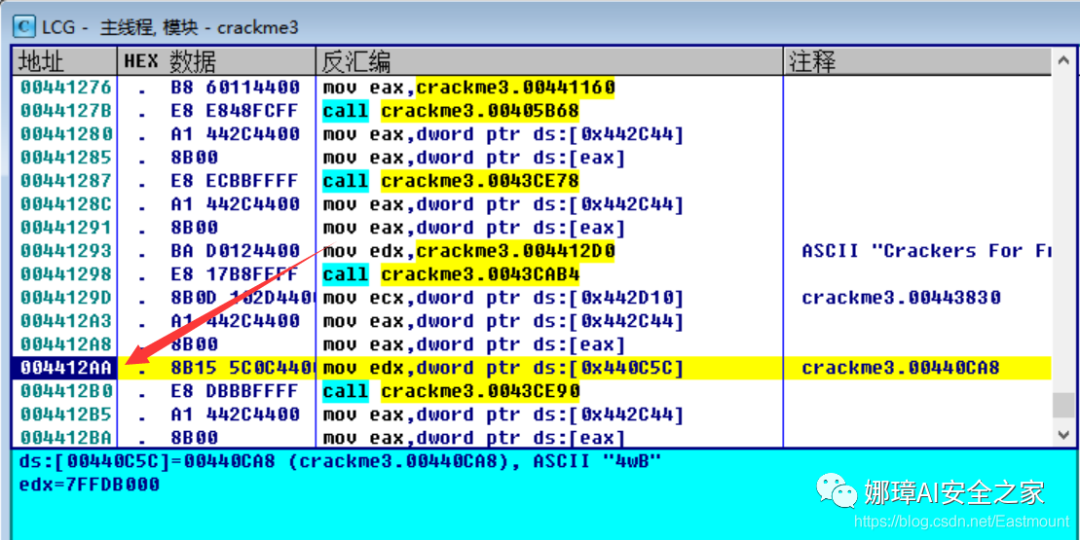 C LCG - 主线程, 模块 - crackme3
地址 HEX 数据 反汇编 注释
00441276 . B8 60114400 mov eax,crackme3.00441160
0044127B . E8 E848FCFF call crackme3.00405B68
00441280 . A1 442C4400 mov eax,dword ptr ds:[0x442C44]
00441285 . 8B00 mov eax,dword ptr ds:[eax]
00441287 . E8 ECBBFFFF call crackme3.0043CE78
0044128C . A1 442C4400 mov eax,dword ptr ds:[0x442C44]
00441291 . 8B00 mov eax,dword ptr ds:[eax]
00441293 . BA D0124400 mov edx,crackme3.004412D0 ASCII "Crackers For Fr
00441298 . E8 17B8FFFF call crackme3.0043CAB4
0044129D . 8B0D 102D440 mov ecx,dword ptr ds:[0x442D10] crackme3.00443830
004412A3 . A1 442C4400 mov eax,dword ptr ds:[0x442C44]
004412A8 . 8B00 mov eax,dword ptr ds:[eax]
004412AA . 8B15 5C0C440 mov edx,dword ptr ds:[0x440C5C] crackme3.00440CA8
004412B0 . E8 DBBBFFFF call crackme3.0043CE90
004412B5 . A1 442C4400 mov eax,dword ptr ds:[0x442C44]
004412BA . 8B00 mov eax,dword ptr ds:[eax]
ds:[00440C5C]=00440CA8 (crackme3.00440CA8), ASCII "4wB"
edx=7FFDB000
娜璋AI安全之家
https://blog.csdn.net/Eastmount